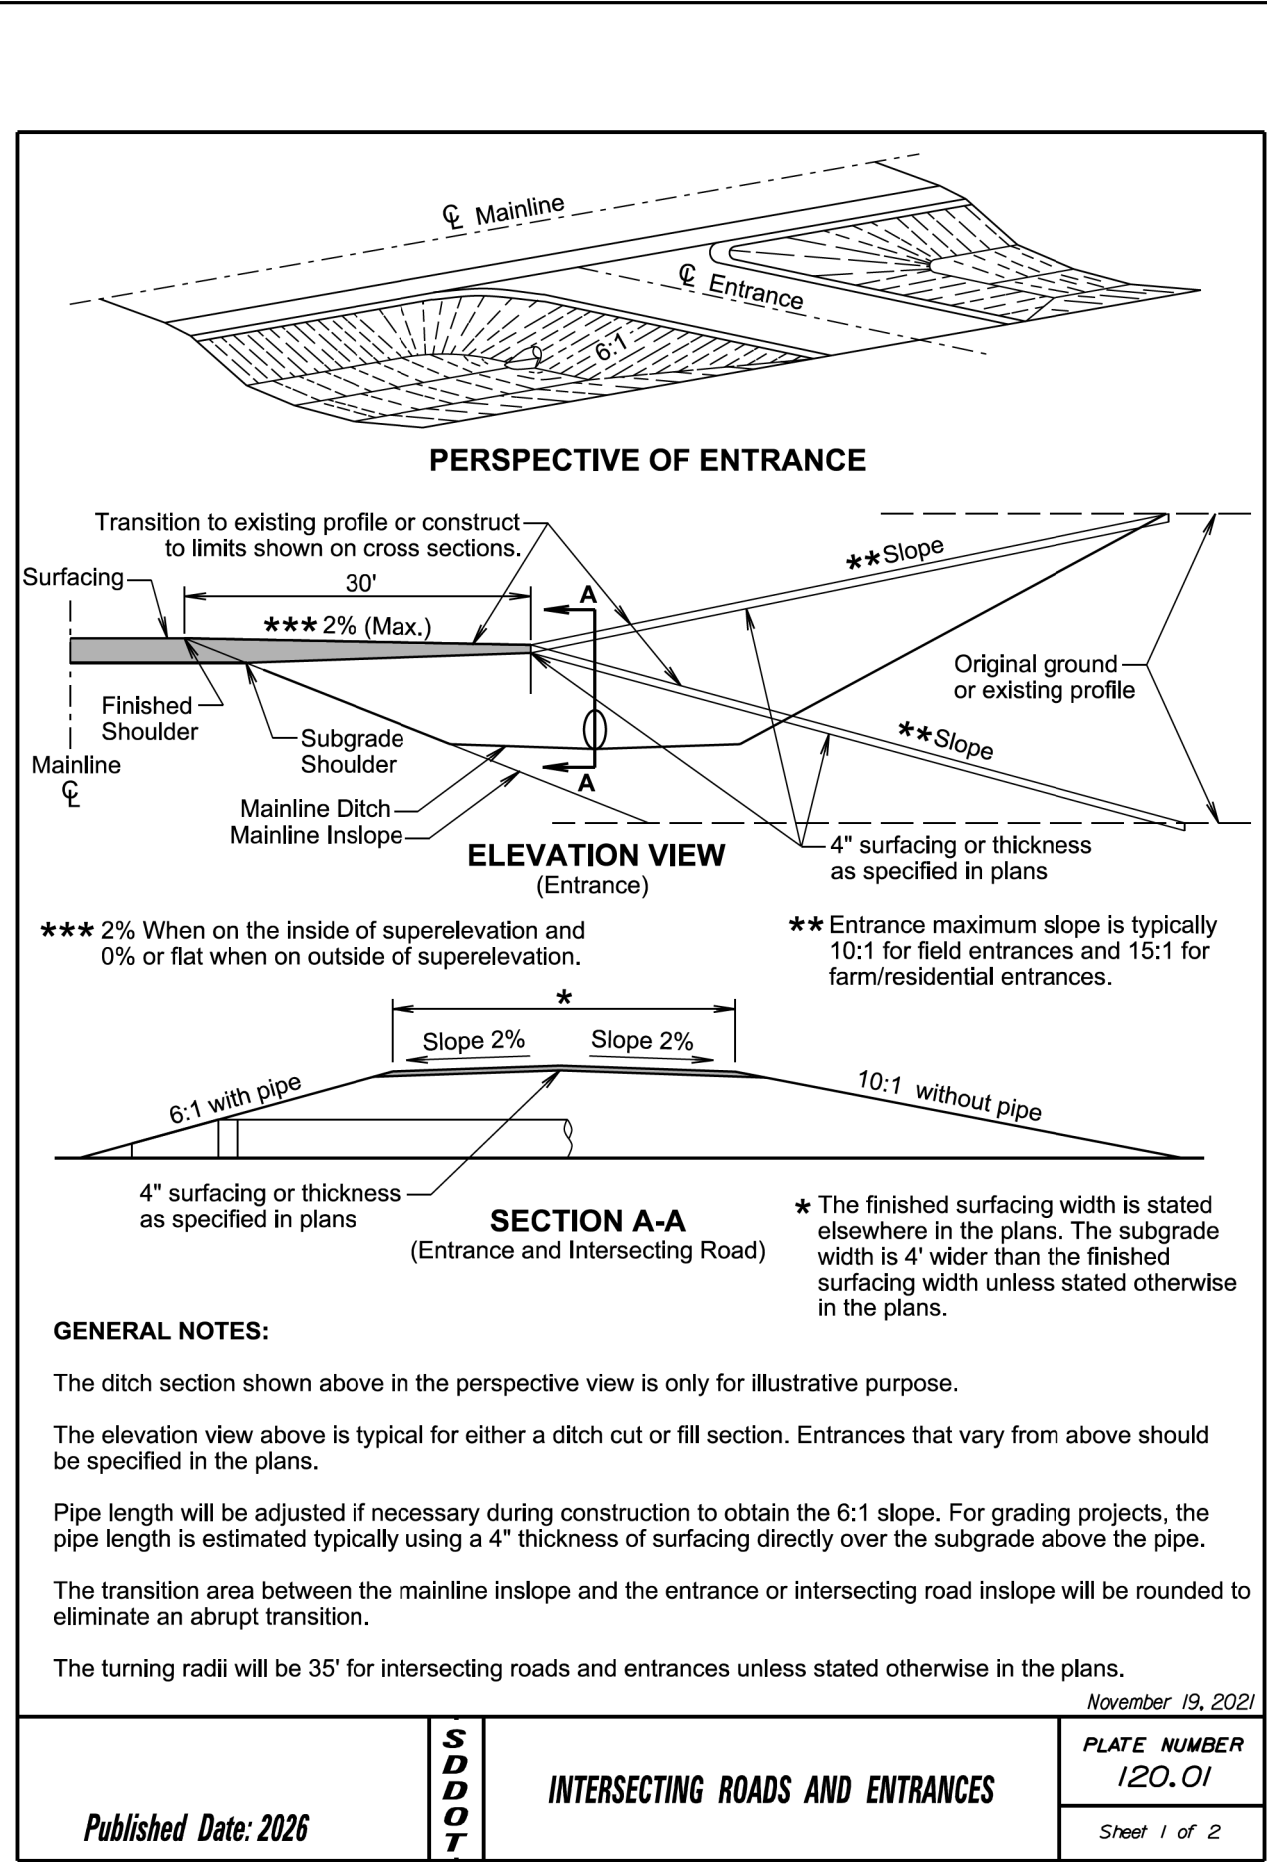 ℄ Mainline
℄ Entrance
6:1
PERSPECTIVE OF ENTRANCE
Transition to existing profile or construct
to limits shown on cross sections.
**Slope
Surfacing
30'
A
***2% (Max.)
Original ground
or existing profile
Finished
Shoulder
Subgrade
Shoulder
**Slope
Mainline
℄
A
Mainline Ditch
Mainline Inslope
ELEVATION VIEW
(Entrance)
4" surfacing or thickness
as specified in plans
*** 2% When on the inside of superelevation and
0% or flat when on outside of superelevation.
** Entrance maximum slope is typically
10:1 for field entrances and 15:1 for
farm/residential entrances.
*
Slope 2%
Slope 2%
6:1 with pipe
10:1 without pipe
4" surfacing or thickness
as specified in plans
SECTION A-A
(Entrance and Intersecting Road)
* The finished surfacing width is stated
elsewhere in the plans. The subgrade
width is 4' wider than the finished
surfacing width unless stated otherwise
in the plans.
GENERAL NOTES:
The ditch section shown above in the perspective view is only for illustrative purpose.
The elevation view above is typical for either a ditch cut or fill section. Entrances that vary from above should
be specified in the plans.
Pipe length will be adjusted if necessary during construction to obtain the 6:1 slope. For grading projects, the
pipe length is estimated typically using a 4" thickness of surfacing directly over the subgrade above the pipe.
The transition area between the mainline inslope and the entrance or intersecting road inslope will be rounded to
eliminate an abrupt transition.
The turning radii will be 35' for intersecting roads and entrances unless stated otherwise in the plans.
November 19, 2021
Published Date: 2026
SDDOT
INTERSECTING ROADS AND ENTRANCES
PLATE NUMBER
120.01
Sheet 1 of 2